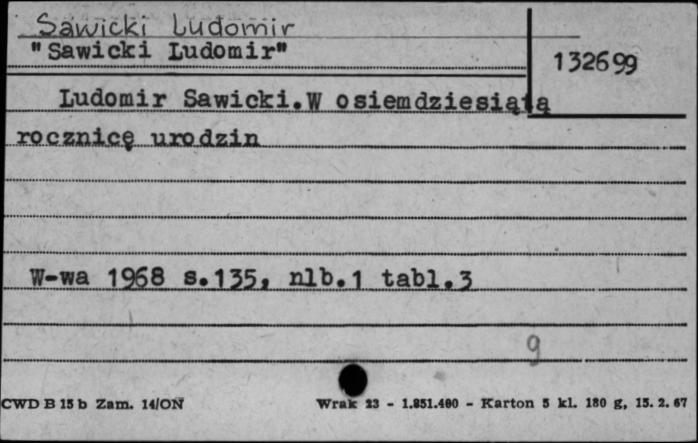 Sawicki Ludomir
"Sawicki Ludomir"
132699
Ludomir Sawicki.W osiemdziesiątą
rocznicę urodzin
W-wa 1968 s.135, nlb.1 tabl.3
9
CWD B 15 b Zam. 14/ON
Wrak 23 - 1.851.400 - Karton 5 kl. 180 g, 15. 2. 67